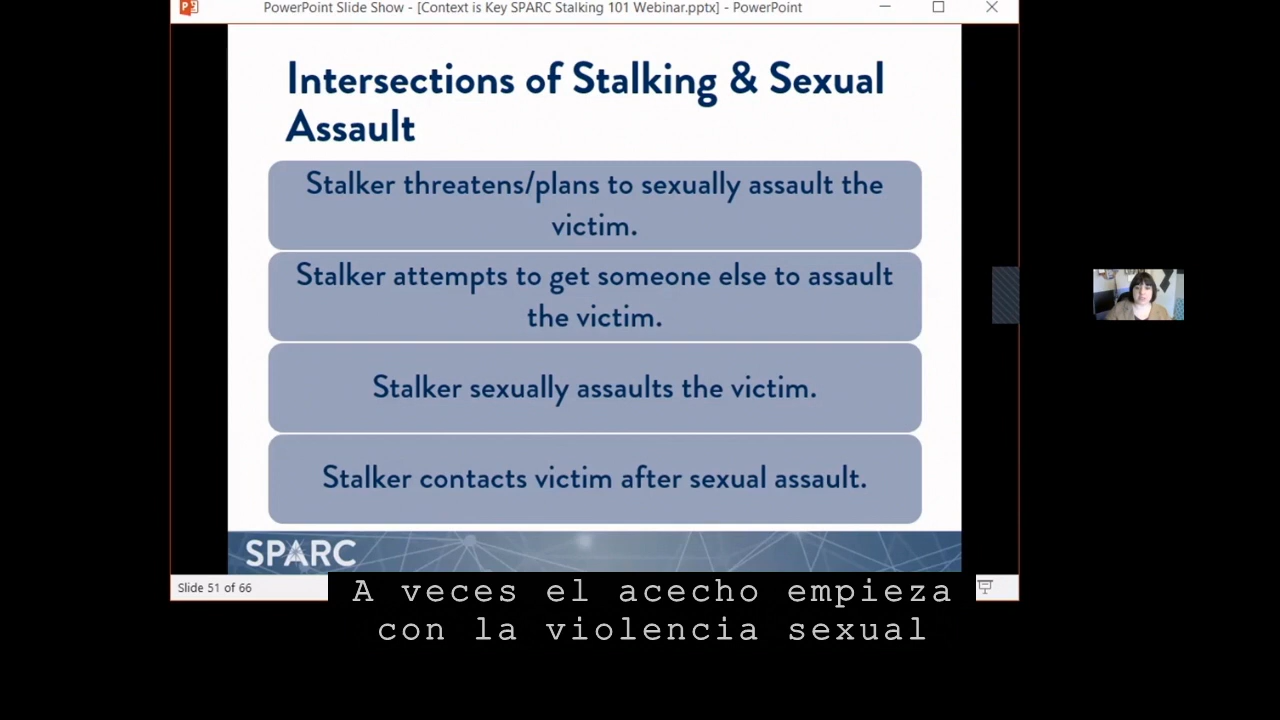 PowerPoint Slide Show - [Context is Key SPARC Stalking 101 Webinar.pptx] - PowerPoint
Intersections of Stalking & Sexual
Assault
Stalker threatens/plans to sexually assault the
victim.
Stalker attempts to get someone else to assault
the victim.
Stalker sexually assaults the victim.
Stalker contacts victim after sexual assault.
SPARC
Slide 51 of 66
A veces el acecho empieza
con la violencia sexual